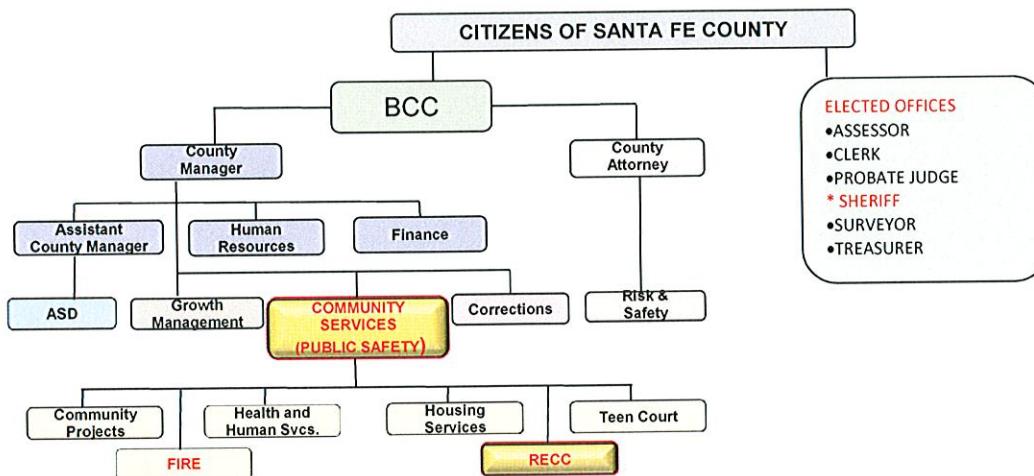 CITIZENS OF SANTA FE COUNTY
BCC
ELECTED OFFICES
•ASSESSOR
•CLERK
•PROBATE JUDGE
* SHERIFF
•SURVEYOR
•TREASURER
County
Manager
County
Attorney
Assistant
County Manager
Human
Resources
Finance
ASD
Growth
Management
COMMUNITY
SERVICES
(PUBLIC SAFETY)
Corrections
Risk &
Safety
Community
Projects
Health and
Human Svcs.
Housing
Services
Teen Court
FIRE
RECC